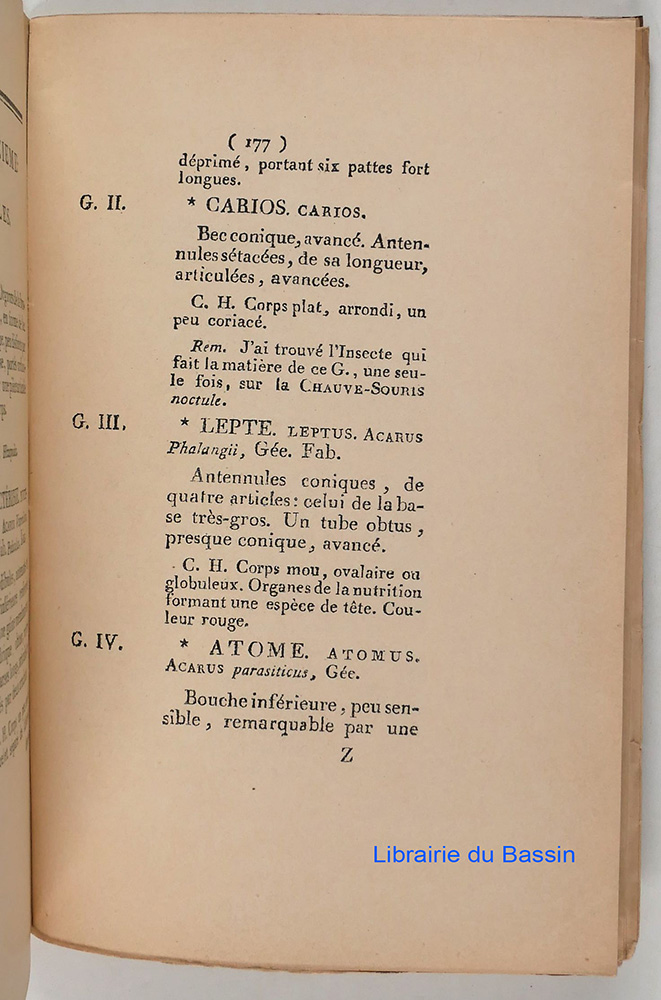 ( 177 )
déprimé, portant six pattes fort
longues.
G. II. * CARIOS. CARIOS.
Bec conique, avancé. Anten-
nules sétacées, de sa longueur,
articulées, avancées.
C. H. Corps plat, arrondi, un
peu coriacé.
Rem. J'ai trouvé l'Insecte qui
fait la matière de ce G., une seu-
le fois, sur la CHAUVE-SOURIS
noctule.
G. III. * LEPTE. LEPTUS. ACARUS
Phalangii, Gée. Fab.
Antennules coniques, de
quatre articles: celui de la ba-
se très-gros. Un tube obtus,
presque conique, avancé.
C. H. Corps mou, ovalaire ou
globuleux. Organes de la nutrition
formant une espèce de tête. Cou-
leur rouge.
G. IV. * ATOME. ATOMUS.
ACARUS parasiticus, Gée.
Bouche inférieure, peu sen-
sible, remarquable par une
Z
Librairie du Bassin